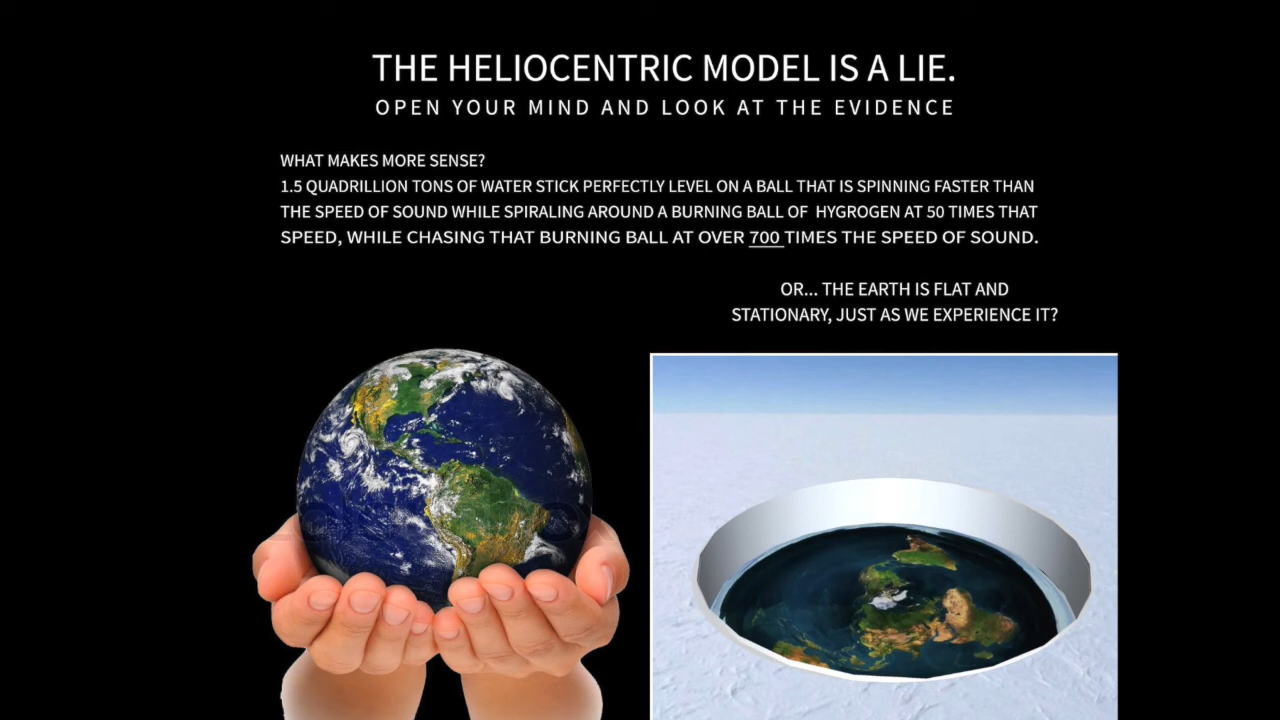 THE HELIOCENTRIC MODEL IS A LIE.
OPEN YOUR MIND AND LOOK AT THE EVIDENCE
WHAT MAKES MORE SENSE?
1.5 QUADRILLION TONS OF WATER STICK PERFECTLY LEVEL ON A BALL THAT IS SPINNING FASTER THAN
THE SPEED OF SOUND WHILE SPIRALING AROUND A BURNING BALL OF HYGROGEN AT 50 TIMES THAT
SPEED, WHILE CHASING THAT BURNING BALL AT OVER 700 TIMES THE SPEED OF SOUND.
OR... THE EARTH IS FLAT AND
STATIONARY, JUST AS WE EXPERIENCE IT?